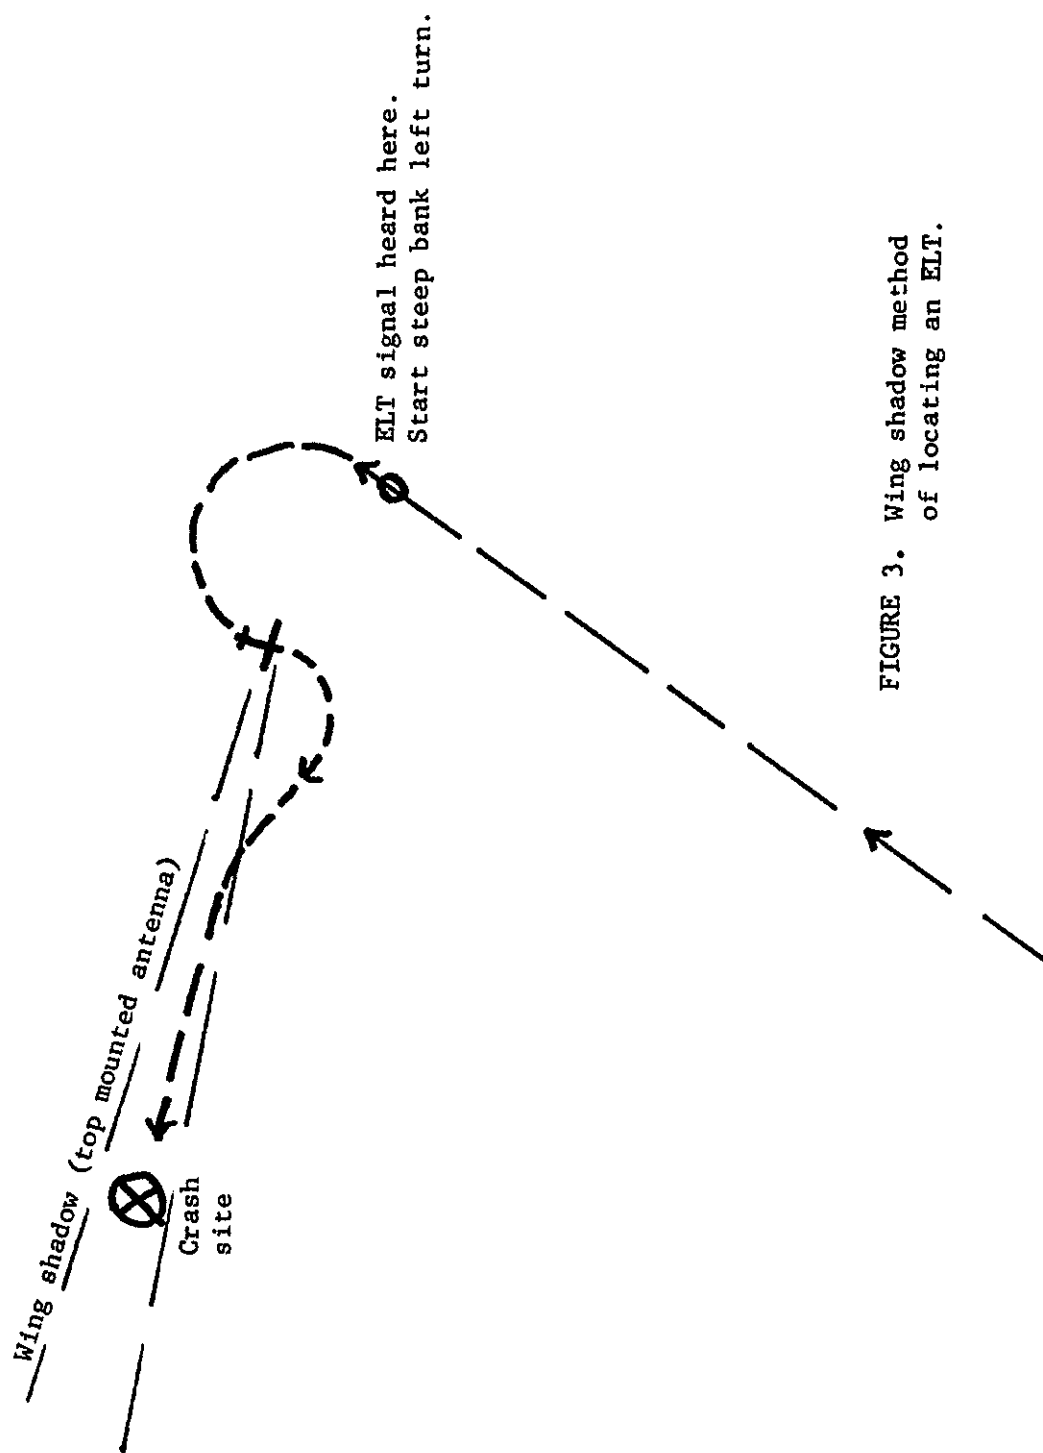 Wing shadow (top mounted antenna)
Crash
site
ELT signal heard here.
Start steep bank left turn.
FIGURE 3. Wing shadow method
of locating an ELT.